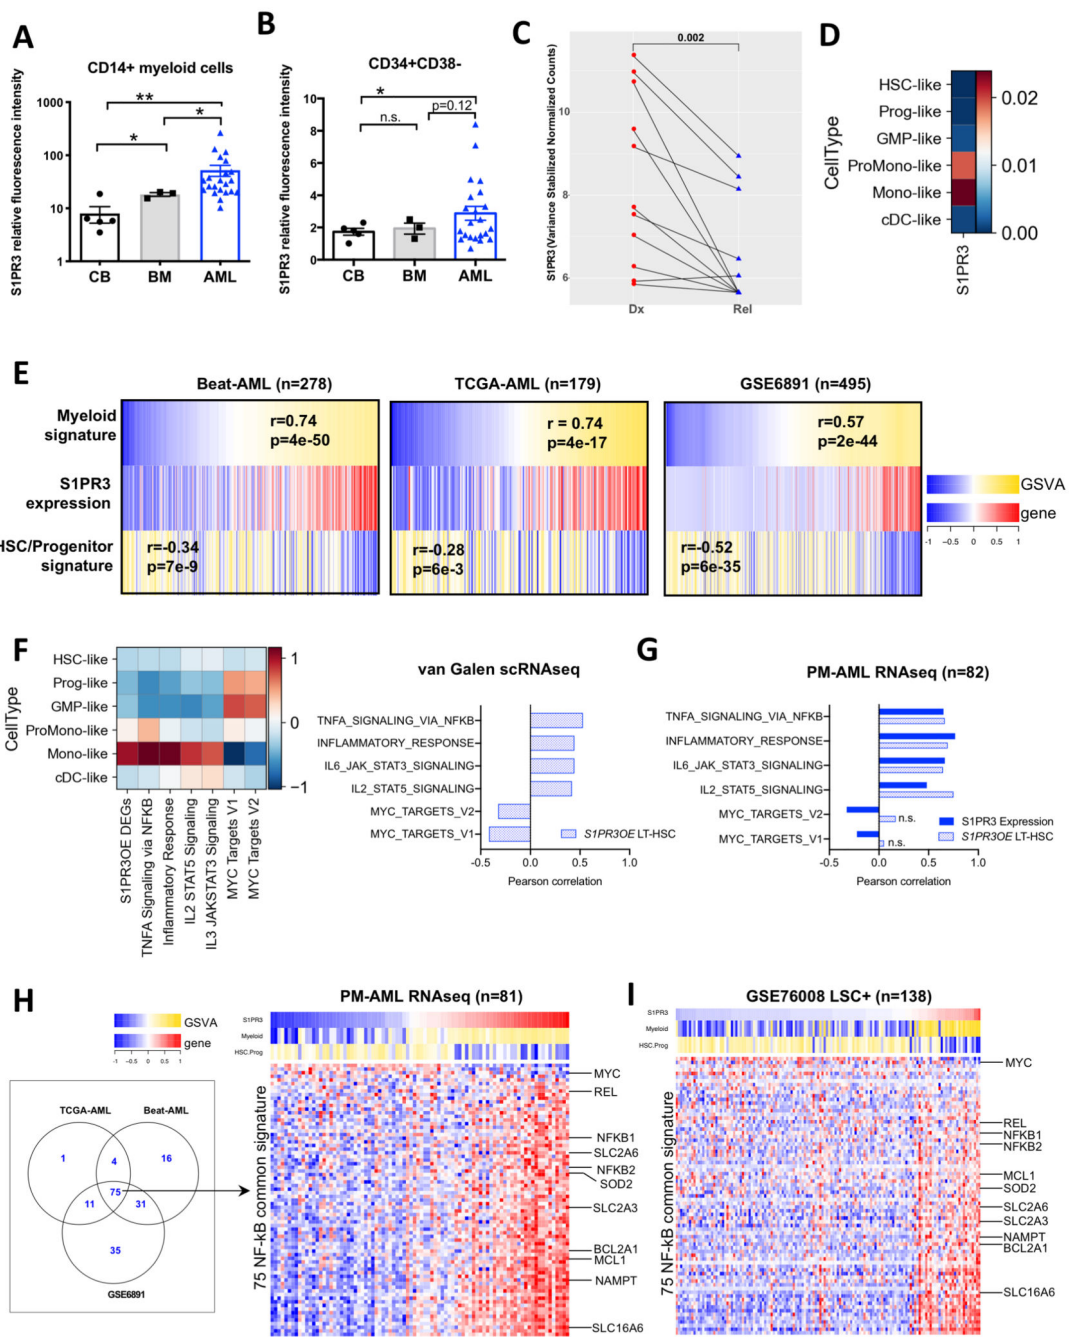 A
CD14+ myeloid cells
S1PR3 relative fluorescence intensity
1000
100
10
1
**
*
*
CB
BM
AML
B
CD34+CD38-
S1PR3 relative fluorescence intensity
10
8
6
4
2
0
*
n.s.
p=0.12
CB
BM
AML
C
0.002
S1PR3 (Variance Stabilized Normalized Counts)
10
8
6
Dx
Rel
D
CellType
HSC-like
Prog-like
GMP-like
ProMono-like
Mono-like
cDC-like
S1PR3
0.02
0.01
0.00
E
Beat-AML (n=278)
TCGA-AML (n=179)
GSE6891 (n=495)
Myeloid
signature
r=0.74
p=4e-50
r = 0.74
p=4e-17
r=0.57
p=2e-44
S1PR3
expression
HSC/Progenitor
signature
r=-0.34
p=7e-9
r=-0.28
p=6e-3
r=-0.52
p=6e-35
GSVA
gene
-1 -0.5 0 0.5 1
F
CellType
HSC-like
Prog-like
GMP-like
ProMono-like
Mono-like
cDC-like
1
0
-1
S1PR3OE DEGs
TNFA Signaling via NFKB
Inflammatory Response
IL2 STAT5 Signaling
IL3 JAKSTAT3 Signaling
MYC Targets V1
MYC Targets V2
van Galen scRNAseq
TNFA_SIGNALING_VIA_NFKB
INFLAMMATORY_RESPONSE
IL6_JAK_STAT3_SIGNALING
IL2_STAT5_SIGNALING
MYC_TARGETS_V2
MYC_TARGETS_V1
S1PR3OE LT-HSC
-0.5 0.0 0.5 1.0
Pearson correlation
G
PM-AML RNAseq (n=82)
TNFA_SIGNALING_VIA_NFKB
INFLAMMATORY_RESPONSE
IL6_JAK_STAT3_SIGNALING
IL2_STAT5_SIGNALING
MYC_TARGETS_V2
MYC_TARGETS_V1
n.s.
n.s.
S1PR3 Expression
S1PR3OE LT-HSC
-0.5 0.0 0.5 1.0
Pearson correlation
H
GSVA
gene
-1 -0.5 0 0.5 1
TCGA-AML
Beat-AML
1
4
16
75
11
31
35
GSE6891
PM-AML RNAseq (n=81)
S1PR3
Myeloid
HSC.Prog
75 NF-kB common signature
MYC
REL
NFKB1
SLC2A6
NFKB2
SOD2
SLC2A3
BCL2A1
MCL1
NAMPT
SLC16A6
I
GSE76008 LSC+ (n=138)
S1PR3
Myeloid
HSC.Prog
75 NF-kB common signature
MYC
REL
NFKB1
NFKB2
MCL1
SOD2
SLC2A6
SLC2A3
NAMPT
BCL2A1
SLC16A6